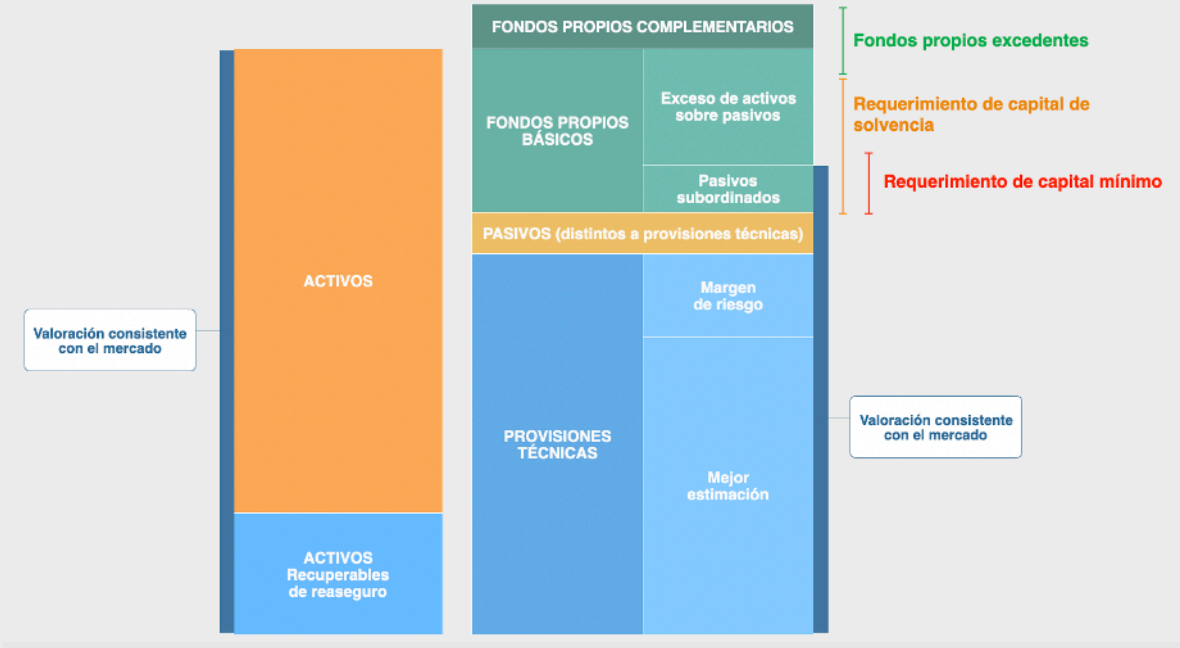 FONDOS PROPIOS COMPLEMENTARIOS
Fondos propios excedentes
FONDOS PROPIOS
BÁSICOS
Exceso de activos
sobre pasivos
Requerimiento de capital de
solvencia
Pasivos
subordinados
Requerimiento de capital mínimo
PASIVOS (distintos a provisiones técnicas)
ACTIVOS
Margen
de riesgo
Valoración consistente
con el mercado
PROVISIONES
TÉCNICAS
Valoración consistente
con el mercado
Mejor
estimación
ACTIVOS
Recuperables
de reaseguro